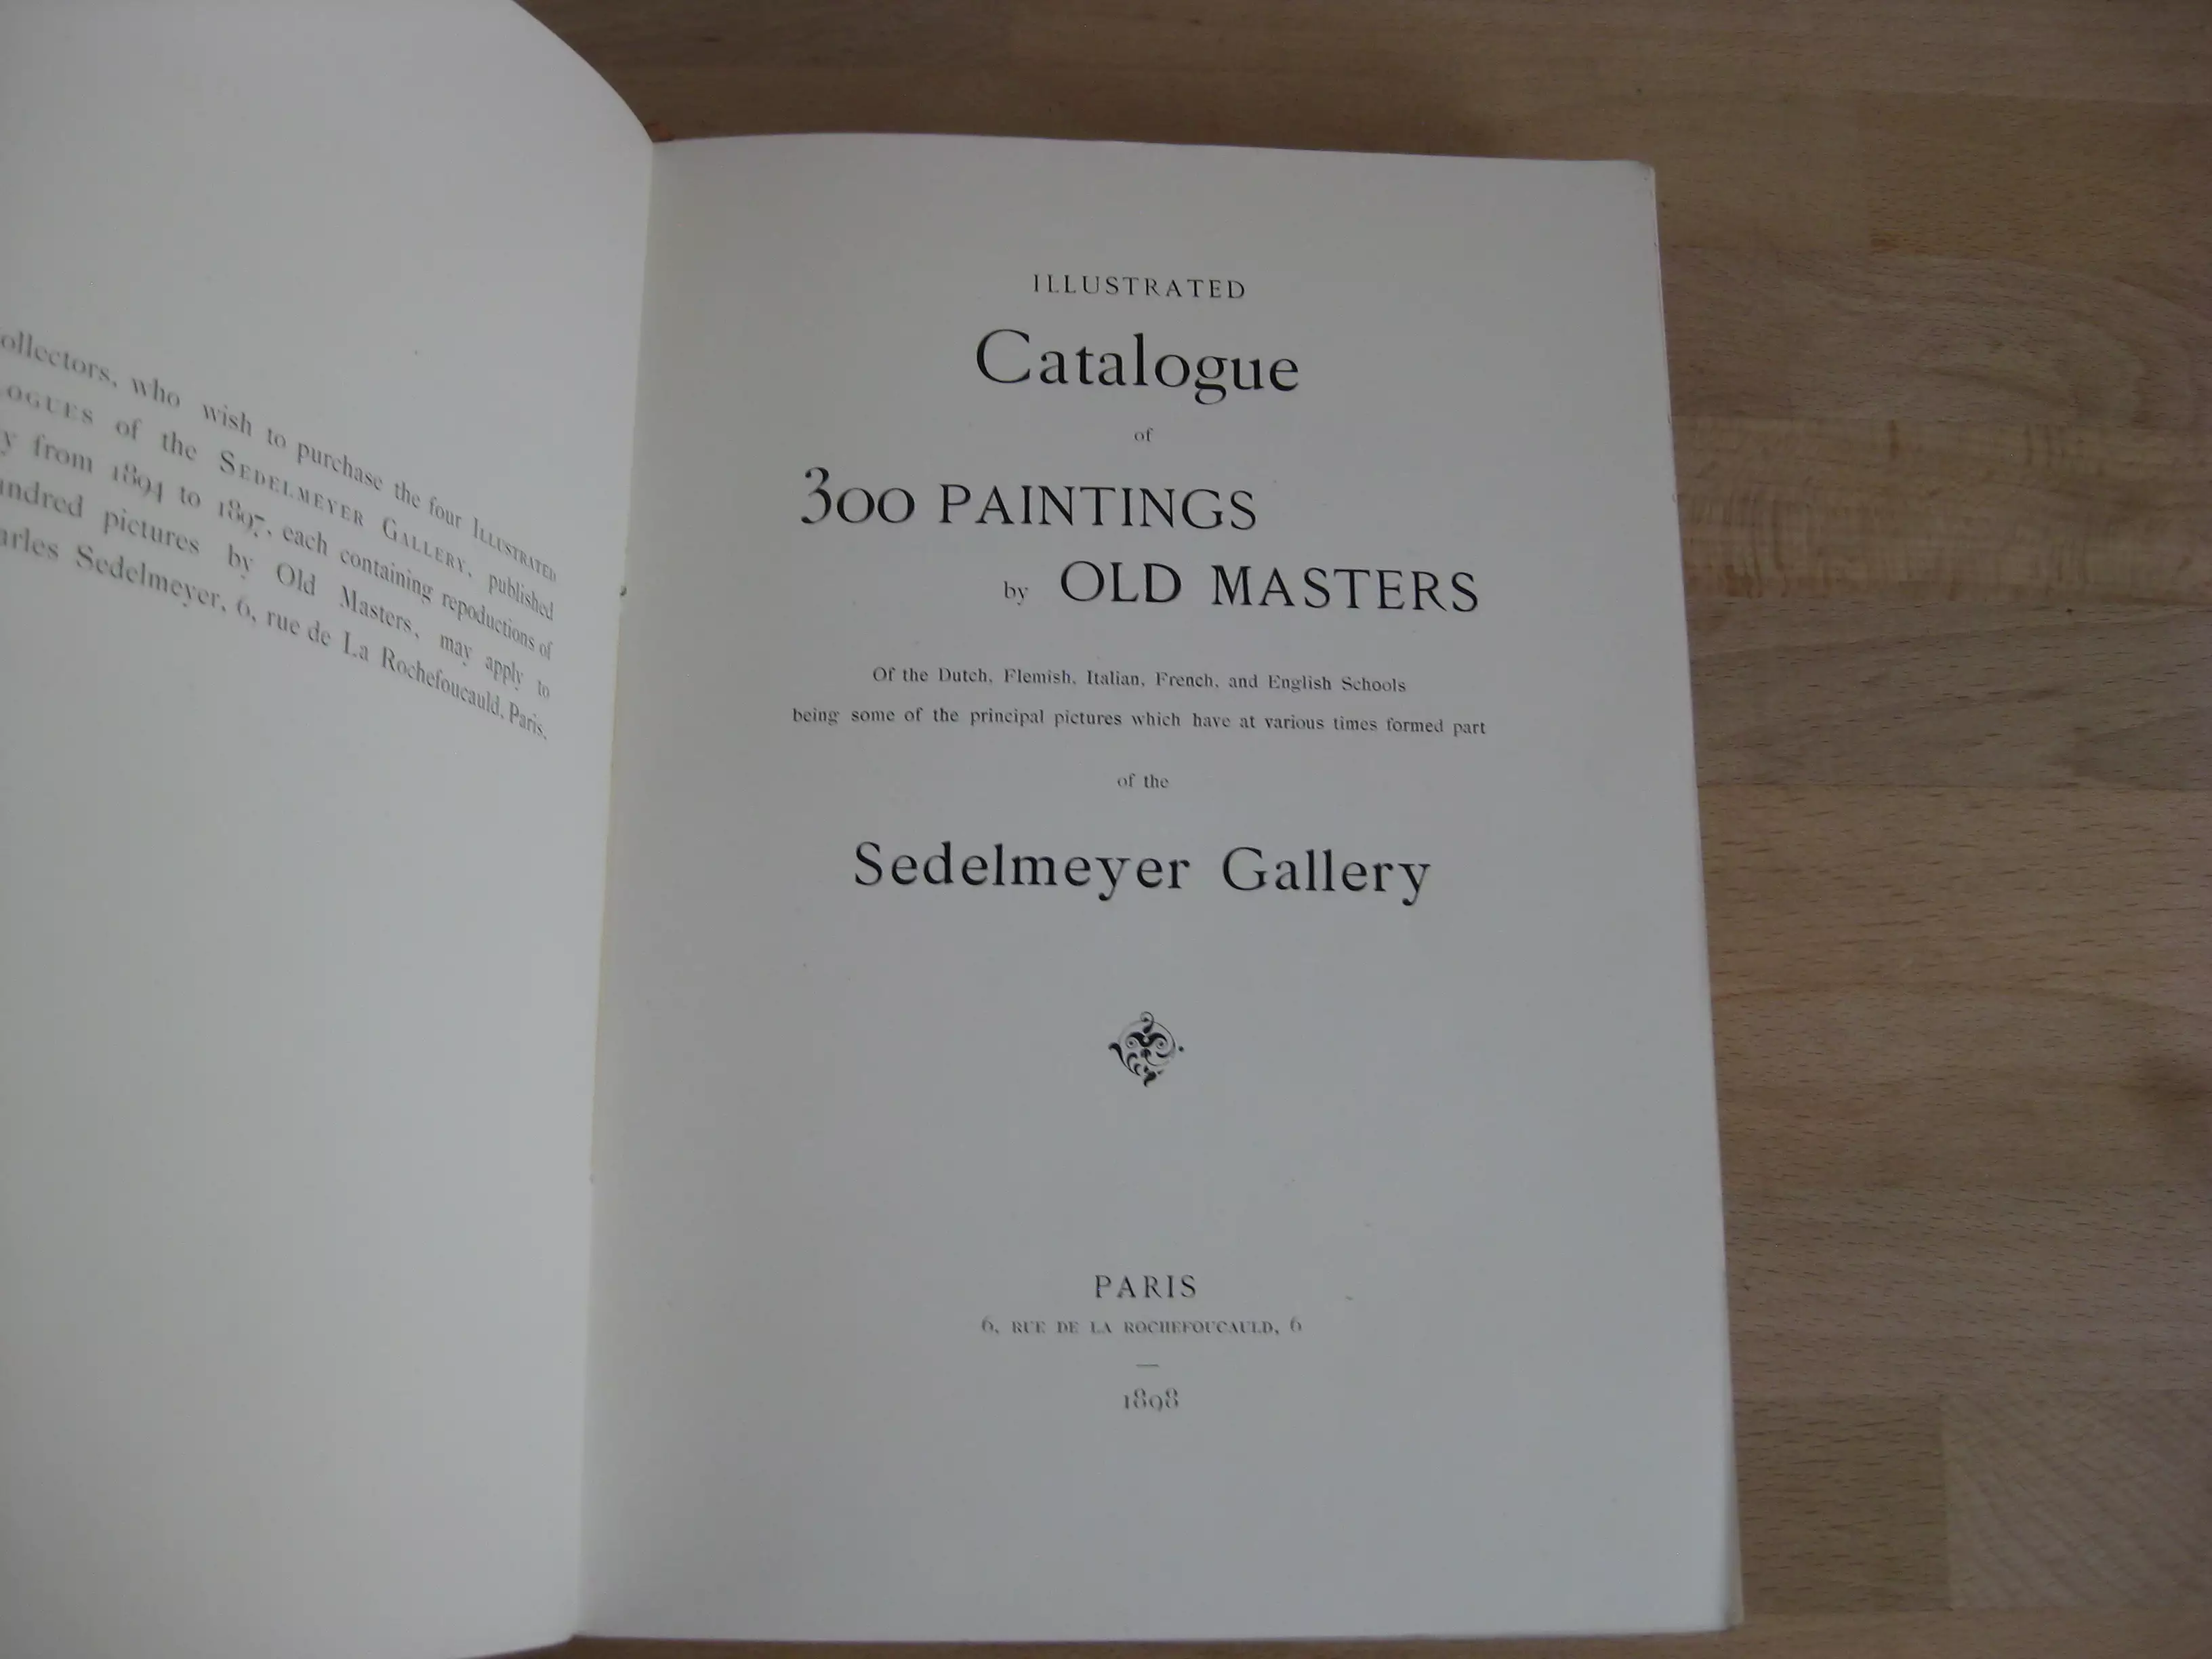 ollectors, who wish to purchase the four ILLUSTRATED
OGUES of the SEDELMEYER GALLERY, published
y from 1894 to 1897, each containing repoductions of
undred pictures by Old Masters, may apply to
arles Sedelmeyer, 6, rue de La Rochefoucauld, Paris.
ILLUSTRATED
Catalogue
of
300 PAINTINGS
by OLD MASTERS
Of the Dutch, Flemish, Italian, French, and English Schools
being some of the principal pictures which have at various times formed part
of the
Sedelmeyer Gallery
PARIS
6, RUE DE LA ROCHEFOUCAULD, 6
1898